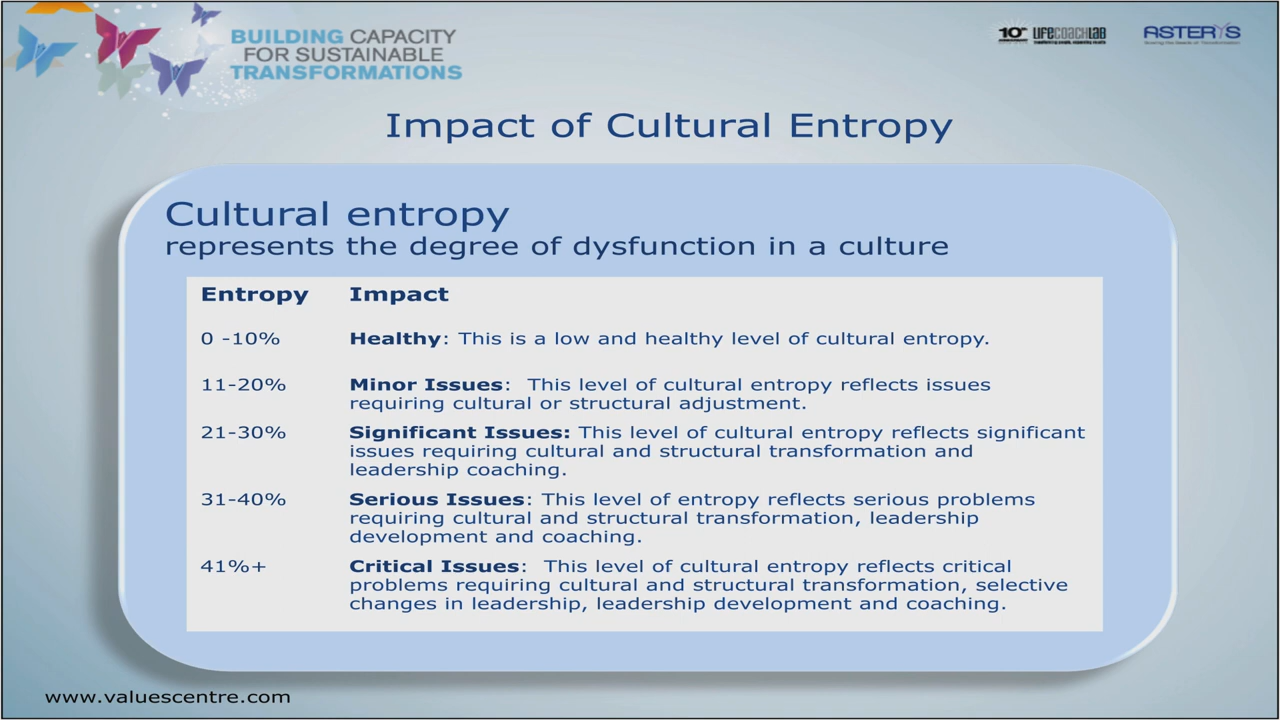 BUILDING CAPACITY
FOR SUSTAINABLE
TRANSFORMATIONS
10 LIFECOACHLAB
ASTERYS
Impact of Cultural Entropy
Cultural entropy
represents the degree of dysfunction in a culture
Entropy Impact
0 -10% Healthy: This is a low and healthy level of cultural entropy.
11-20% Minor Issues: This level of cultural entropy reflects issues
requiring cultural or structural adjustment.
21-30% Significant Issues: This level of cultural entropy reflects significant
issues requiring cultural and structural transformation and
leadership coaching.
31-40% Serious Issues: This level of entropy reflects serious problems
requiring cultural and structural transformation, leadership
development and coaching.
41%+ Critical Issues: This level of cultural entropy reflects critical
problems requiring cultural and structural transformation, selective
changes in leadership, leadership development and coaching.
www.valuescentre.com